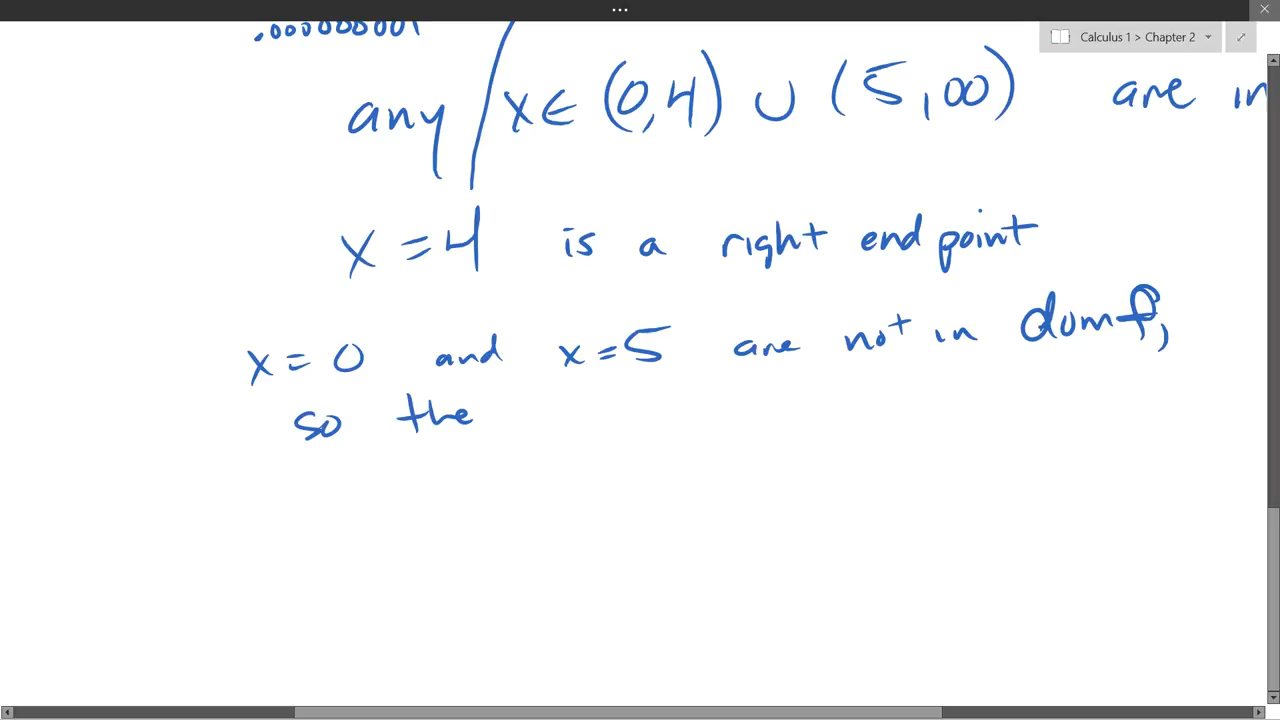 Calculus 1 > Chapter 2
.000000001
any x ∈ (0,4) ∪ (5,∞) are in
x = 4 is a right end point
x = 0 and x = 5 are not in dom f,
so the